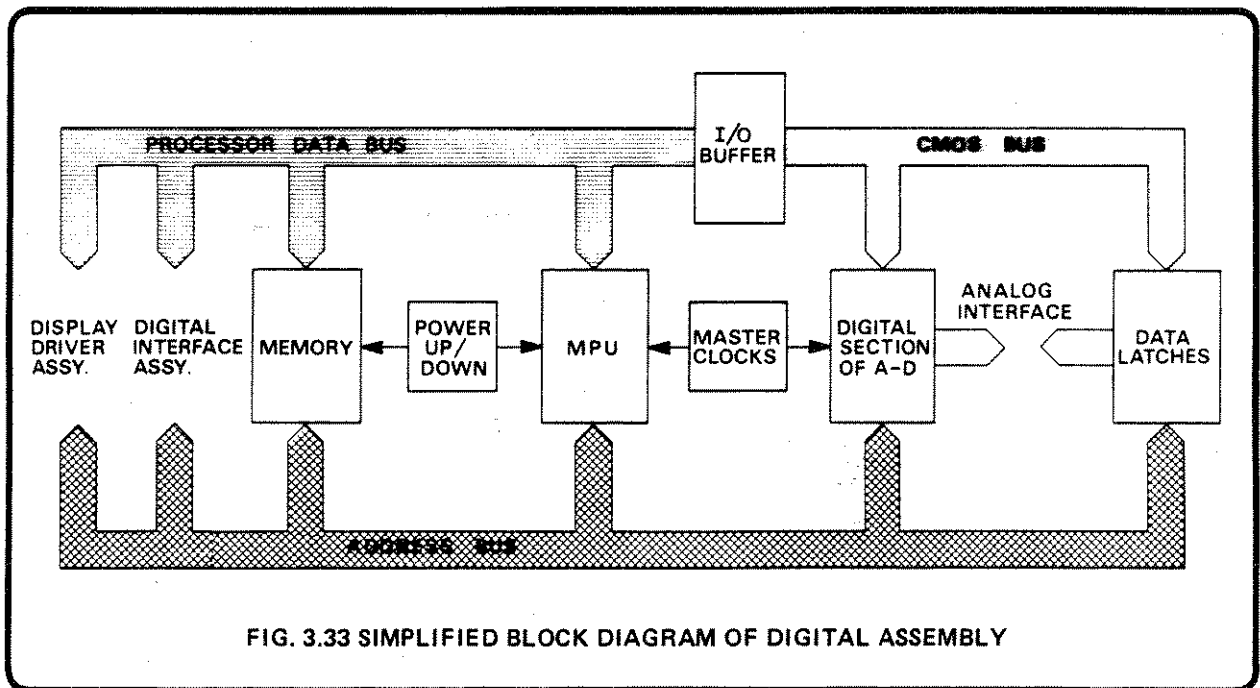 I/O
BUFFER
PROCESSOR DATA BUS
CMOS BUS
DISPLAY
DRIVER
ASSY.
DIGITAL
INTERFACE
ASSY.
MEMORY
POWER
UP/
DOWN
MPU
MASTER
CLOCKS
DIGITAL
SECTION
OF A-D
ANALOG
INTERFACE
DATA
LATCHES
ADDRESS BUS
FIG. 3.33 SIMPLIFIED BLOCK DIAGRAM OF DIGITAL ASSEMBLY